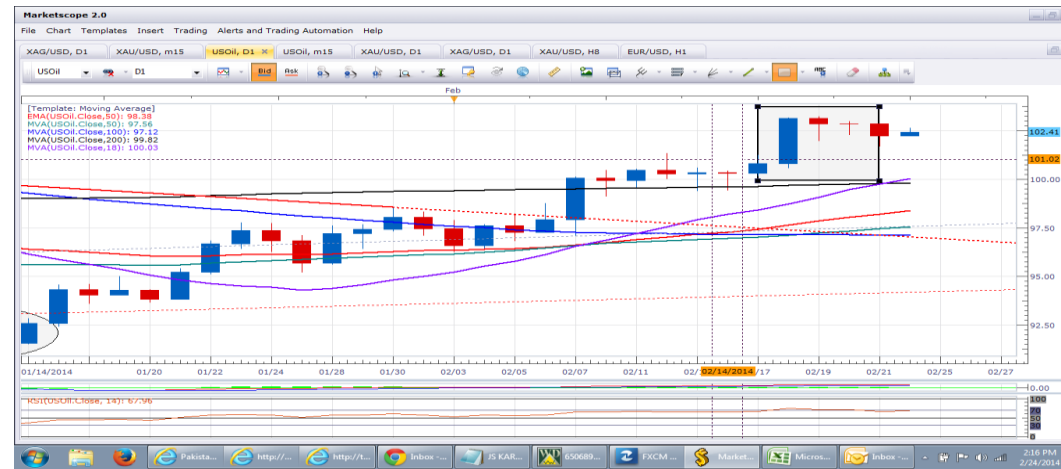 Marketscope 2.0
File Chart Templates Insert Trading Alerts and Trading Automation Help
XAG/USD, D1 XAU/USD, m15 USOil, D1 USOil, m15 XAU/USD, D1 XAG/USD, D1 XAU/USD, H8 EUR/USD, H1
USOil D1 Bid Ask
Feb
[Template: Moving Average]
EMA(USOil.Close,50): 98.38
MVA(USOil.Close,50): 97.56
MVA(USOil.Close,100): 97.12
MVA(USOil.Close,200): 99.82
MVA(USOil.Close,18): 100.03
102.41
101.02
100.00
97.50
95.00
92.50
01/14/2014 01/20 01/22 01/24 01/28 01/30 02/03 02/05 02/07 02/11 02/14/2014 /17 02/19 02/21 02/25 02/27
0.00
RSI(USOil.Close, 14): 67.96
100
70
50
30
0
Pakista... http://... http://t... Inbox -... JS KAR... 650689... FXCM ... Market... Micros... Inbox -...
2:16 PM
2/24/2014